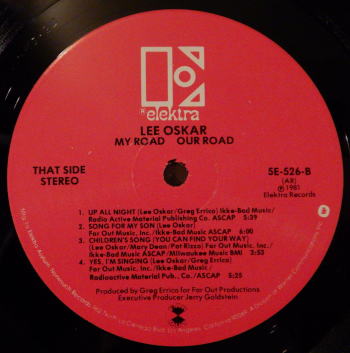 elektra
LEE OSKAR
MY ROAD OUR ROAD
THAT SIDE
STEREO
5E-526-B
(AR)
℗ 1981
Elektra Records
1. UP ALL NIGHT (Lee Oskar/Greg Errico) Ikke-Bad Music/
Radio Active Material Publishing Co. ASCAP 5:39
2. SONG FOR MY SON (Lee Oskar)
Far Out Music, Inc./Ikke-Bad Music ASCAP 6:00
3. CHILDREN'S SONG (YOU CAN FIND YOUR WAY)
(Lee Oskar/Mary Dean/Pat Rizzo) Far Out Music, Inc./
Ikke-Bad Music ASCAP/Milwaukee Music BMI 3:53
4. YES, I'M SINGING (Lee Oskar/Greg Errico)
Far Out Music, Inc./Ikke-Bad Music/
Radioactive Material Pub., Co./ASCAP 5:25
Produced by Greg Errico for Far Out Productions
Executive Producer Jerry Goldstein